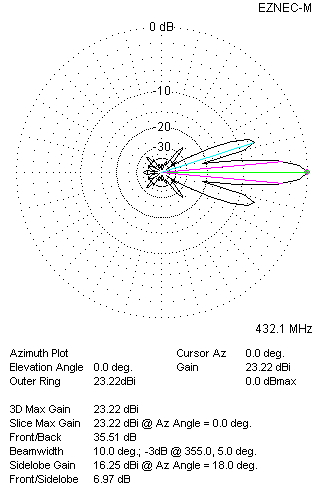 EZNEC-M
0 dB
-10
-20
-30
432.1 MHz
Azimuth Plot Cursor Az 0.0 deg.
Elevation Angle 0.0 deg. Gain 23.22 dBi
Outer Ring 23.22dBi 0.0 dBmax
3D Max Gain 23.22 dBi
Slice Max Gain 23.22 dBi @ Az Angle = 0.0 deg.
Front/Back 35.51 dB
Beamwidth 10.0 deg.; -3dB @ 355.0, 5.0 deg.
Sidelobe Gain 16.25 dBi @ Az Angle = 18.0 deg.
Front/Sidelobe 6.97 dB